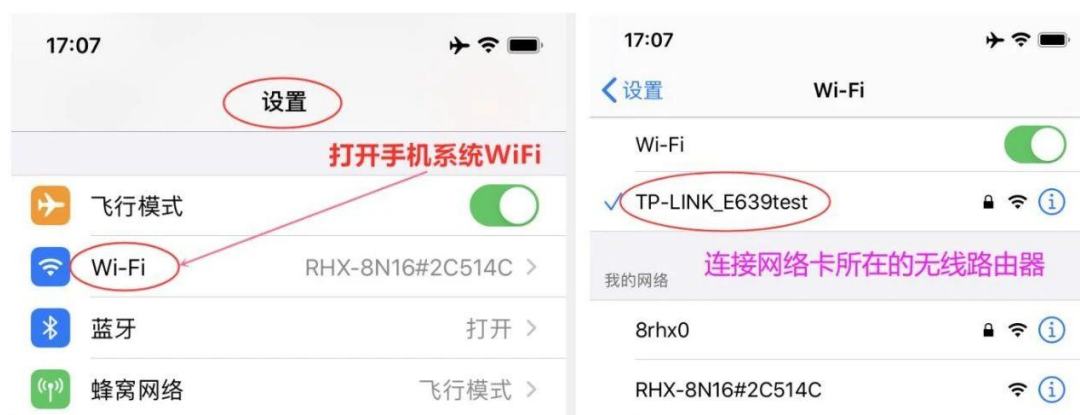 17:07
设置
打开手机系统WiFi
飞行模式
Wi-Fi
RHX-8N16#2C514C
蓝牙
打开
蜂窝网络
飞行模式
17:07
设置
Wi-Fi
Wi-Fi
TP-LINK_E639test
我的网络
连接网络卡所在的无线路由器
8rhx0
RHX-8N16#2C514C